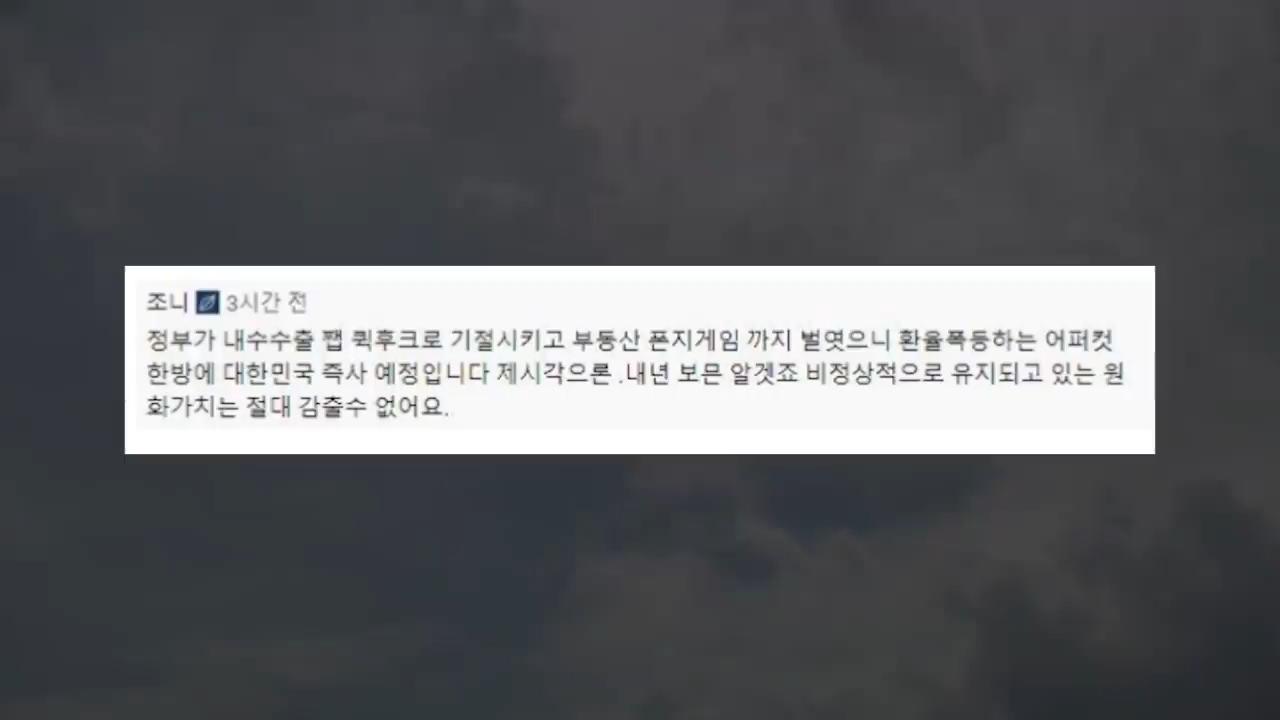 조니 3시간 전
정부가 내수수출 쨉 퀵후크로 기절시키고 부동산 폰지게임 까지 벌엿으니 환율폭등하는 어퍼컷
한방에 대한민국 즉사 예정입니다 제시각으론 .내년 보믄 알겟죠 비정상적으로 유지되고 있는 원
화가치는 절대 감출수 없어요.